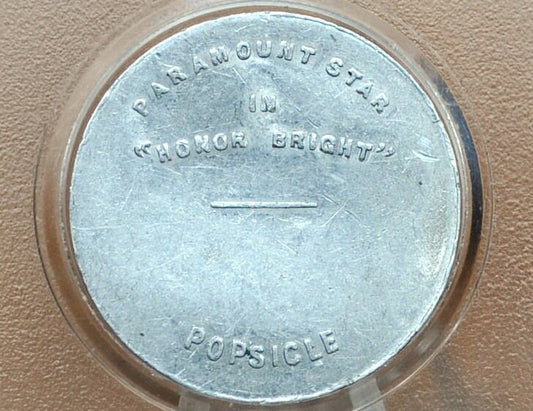 PARAMOUNT STAR
IN
"HONOR BRIGHT"
POPSICLE